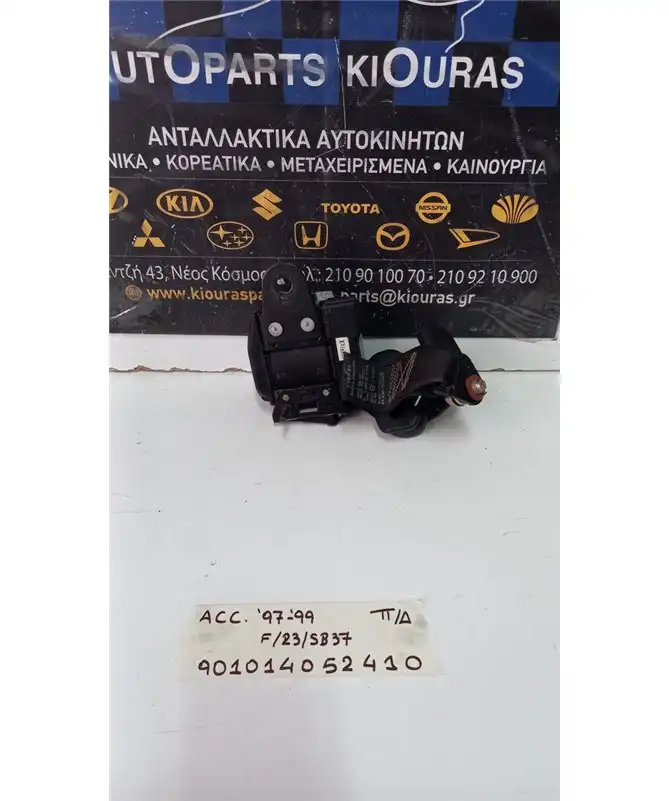 AUTOPARTS KIOURAS
ΑΝΤΑΛΛΑΚΤΙΚΑ ΑΥΤΟΚΙΝΗΤΩΝ
ΝΙΚΑ • ΚΟΡΕΑΤΙΚΑ • ΜΕΤΑΧΕΙΡΙΣΜΕΝΑ • ΚΑΙΝΟΥΡΓΙΑ
KIA TOYOTA NISSAN DAEWOO
ντζή 43, Νέος Κόσμος λ.: 210 90 100 70 - 210 92 10 900
www.kiouraspa parts@kiouras.gr
ACC. '97-'99 Π/Δ
F/23/SB37
901014052410